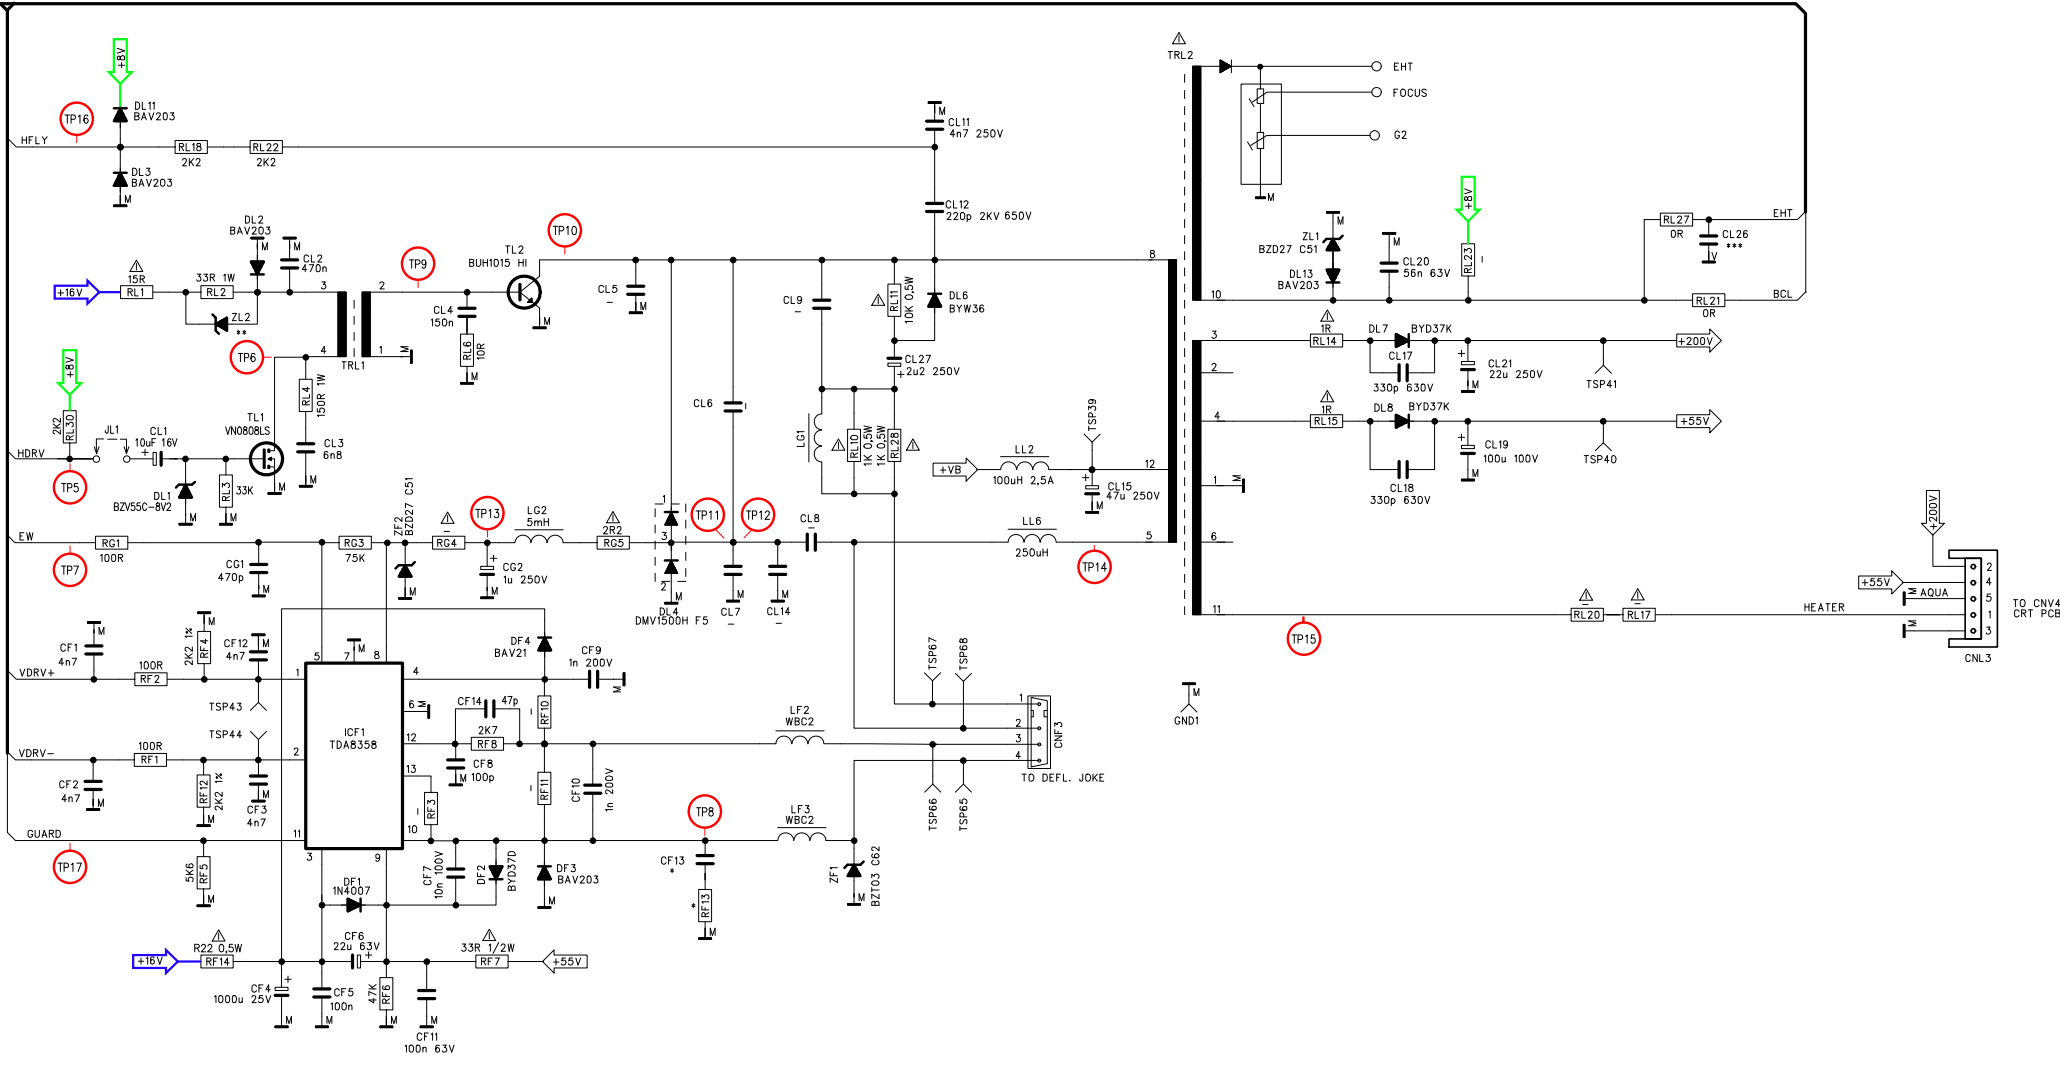 +8V
DL11
BAV203
TP16
HFLY
RL18
2K2
RL22
2K2
DL3
BAV203
M
M
CL11
4n7 250V
CL12
220p 2KV 650V
TRL2
EHT
FOCUS
G2
M
+8V
RL23
M
ZL1
BZD27 C51
DL13
BAV203
M
CL20
56n 63V
RL27
0R
CL26
***
V
EHT
RL21
0R
BCL
10
DL2
BAV203
M
M
CL2
470n
+16V
15R
RL1
33R 1W
RL2
ZL2
**
3
2
4
1
M
TRL1
TP6
TP9
TL2
BUH1015 HI
TP10
M
CL4
150n
RL6
10R
M
CL5
-
M
CL6
-
CL9
-
RL11
10K 0,5W
DL6
BYW36
CL27
+2u2 250V
8
LG1
RL10
1K 0,5W
1K 0,5W
RL28
3
1R
RL14
DL7
BYD37K
CL17
330p 630V
+
CL21
22u 250V
M
TSP41
+200V
2
4
1R
RL15
DL8
BYD37K
CL18
330p 630V
+
CL19
100u 100V
M
TSP40
+55V
1
M
6
11
+8V
2K2
RL30
JL1
CL1
10uF 16V
+
HDRV
TP5
DL1
BZV55C-8V2
M
RL3
33K
M
TL1
VN0808LS
M
RL4
150R 1W
CL3
6n8
M
+VB
LL2
100uH 2,5A
TSP39
12
+
CL15
47u 250V
M
EW
TP7
RG1
100R
CG1
470p
M
RG3
75K
ZF2
BZD27 C51
M
-
RG4
TP13
+
CG2
1u 250V
M
LG2
5mH
2R2
RG5
1
3
2
M
DL4
DMV1500H F5
TP11
TP12
M
CL7
-
M
CL14
-
CL8
-
LL6
250uH
TP14
5
TP15
-
RL20
-
RL17
HEATER
+200V
+55V
M
AQUA
M
2
4
5
1
3
CNL3
TO CNV4
CRT PCB
M
GND1
CF1
4n7
M
2K2 1%
RF4
M
CF12
4n7
M
VDRV+
100R
RF2
TSP43
TSP44
VDRV-
100R
RF1
CF2
4n7
M
RF12
2K2 1%
M
CF3
4n7
M
GUARD
TP17
5K6
RF5
M
5
7
M
8
1
2
11
3
9
4
6
M
12
13
10
ICF1
TDA8358
DF4
BAV21
CF9
1n 200V
M
CF14
47p
2K7
RF8
CF8
100p
M
-
RF10
-
RF11
CF10
1n 200V
-
RF3
CF7
10n 100V
DF2
BYD37D
DF3
BAV203
M
DF1
1N4007
CF6
22u 63V
+
+16V
R22 0,5W
RF14
33R 1/2W
RF7
+55V
+
CF4
1000u 25V
M
CF5
100n
M
47K
RF6
M
CF11
100n 63V
M
TP8
CF13
*
*
RF13
M
LF2
WBC2
LF3
WBC2
ZF1
BZT03 C62
M
TSP67
TSP68
TSP66
TSP65
1
2
3
4
CNF3
TO DEFL. JOKE